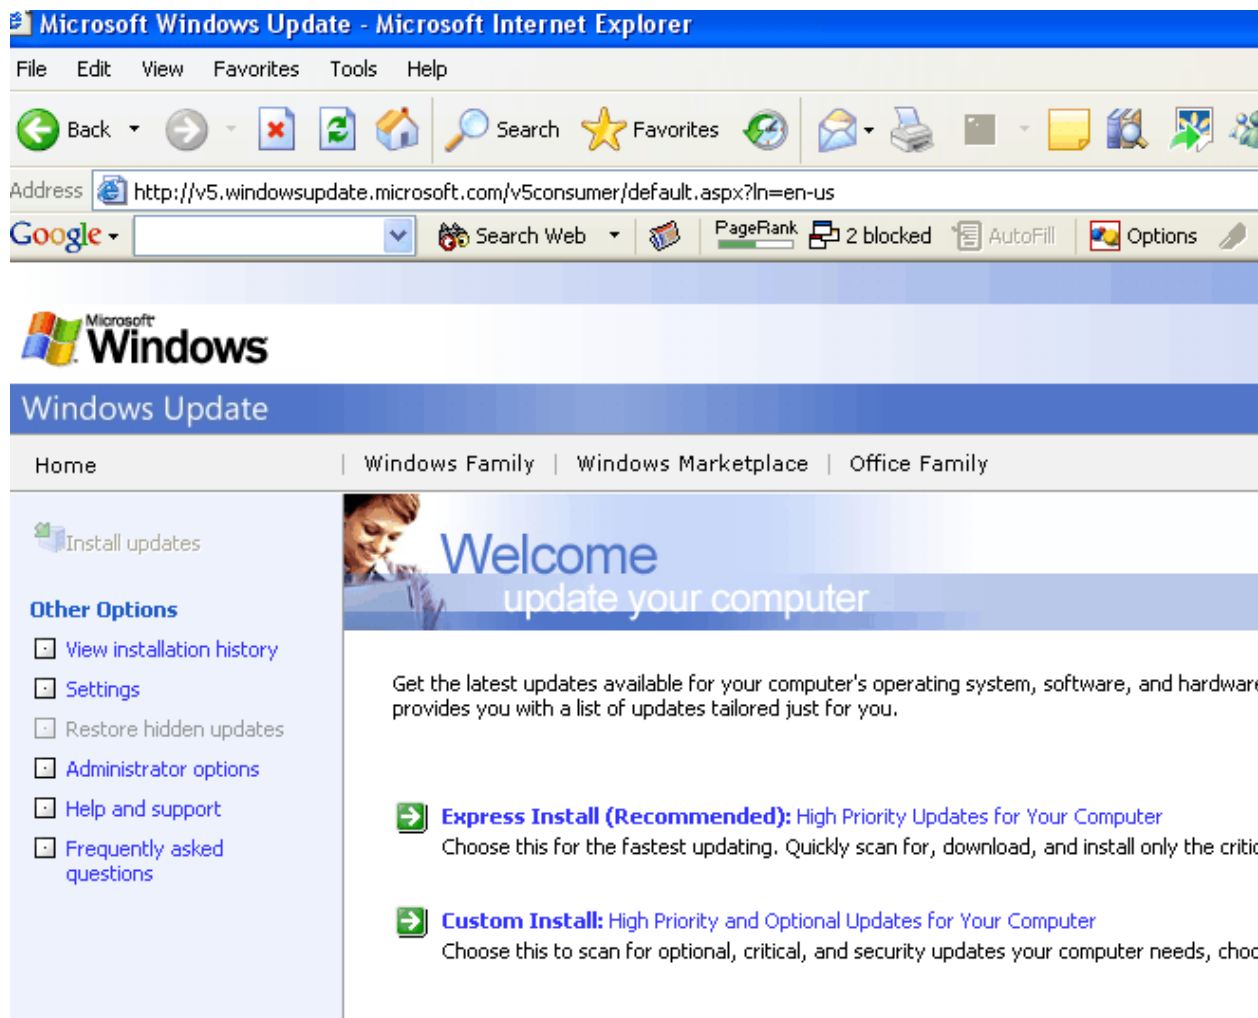 Microsoft Windows Update - Microsoft Internet Explorer
File Edit View Favorites Tools Help
Back Search Favorites
Address http://v5.windowsupdate.microsoft.com/v5consumer/default.aspx?ln=en-us
Google Search Web PageRank 2 blocked AutoFill Options
Microsoft
Windows
Windows Update
Home | Windows Family | Windows Marketplace | Office Family
Install updates
Other Options
View installation history
Settings
Restore hidden updates
Administrator options
Help and support
Frequently asked
questions
Welcome
update your computer
Get the latest updates available for your computer's operating system, software, and hardware
provides you with a list of updates tailored just for you.
Express Install (Recommended): High Priority Updates for Your Computer
Choose this for the fastest updating. Quickly scan for, download, and install only the critic
Custom Install: High Priority and Optional Updates for Your Computer
Choose this to scan for optional, critical, and security updates your computer needs, choo